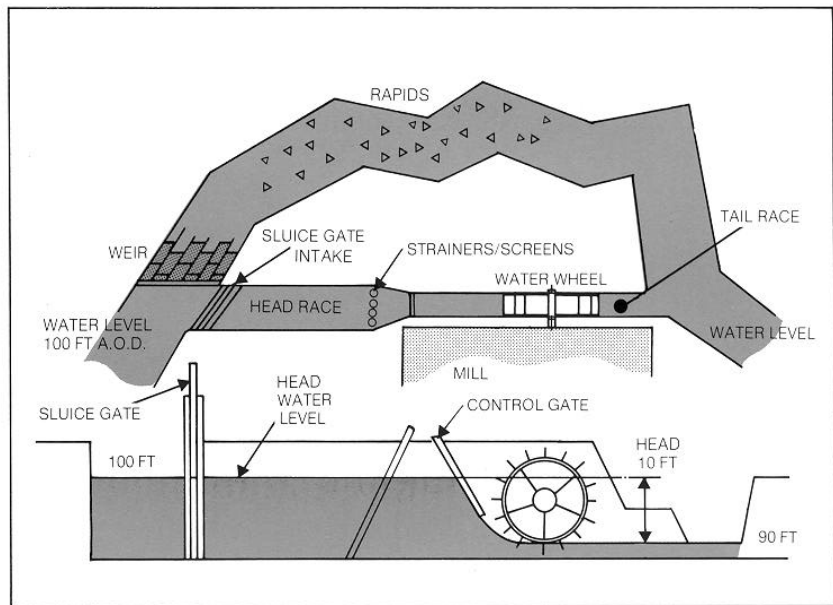 RAPIDS
TAIL RACE
SLUICE GATE
INTAKE
STRAINERS/SCREENS
WEIR
WATER WHEEL
HEAD RACE
WATER LEVEL
100 FT A.O.D.
WATER LEVEL
MILL
SLUICE GATE
HEAD
WATER
LEVEL
CONTROL GATE
HEAD
10 FT
100 FT
90 FT